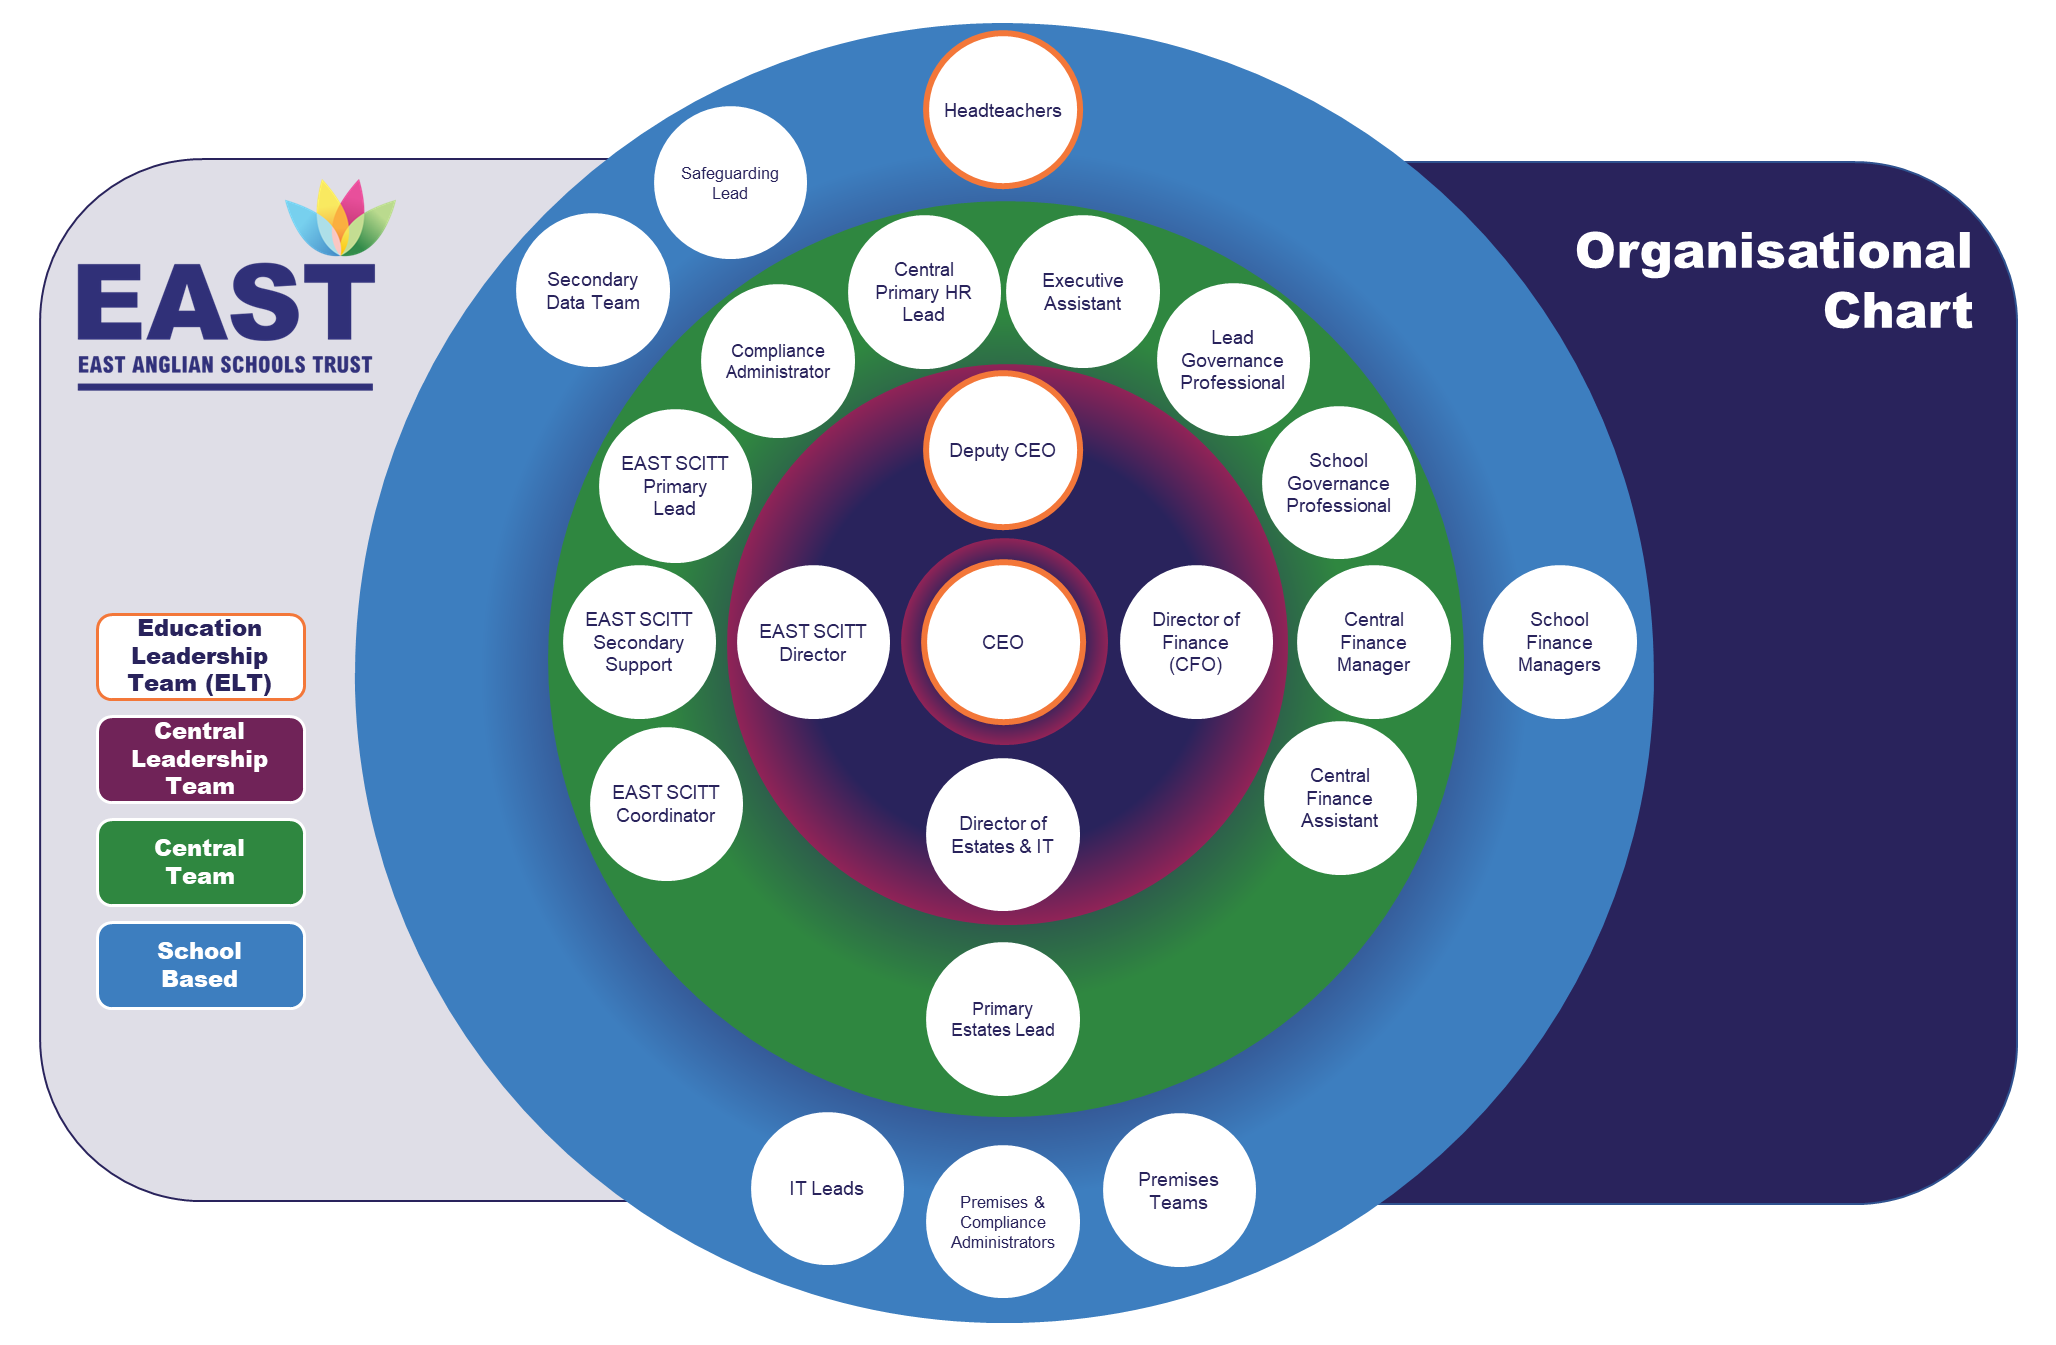 EAST
EAST ANGLIAN SCHOOLS TRUST
Organisational
Chart
Education
Leadership
Team (ELT)
Central
Leadership
Team
Central
Team
School
Based
Headteachers
Safeguarding
Lead
Secondary
Data Team
Central
Primary HR
Lead
Executive
Assistant
Compliance
Administrator
Lead
Governance
Professional
EAST SCITT
Primary
Lead
Deputy CEO
School
Governance
Professional
EAST SCITT
Secondary
Support
EAST SCITT
Director
CEO
Director of
Finance
(CFO)
Central
Finance
Manager
School
Finance
Managers
EAST SCITT
Coordinator
Director of
Estates & IT
Central
Finance
Assistant
Primary
Estates Lead
IT Leads
Premises &
Compliance
Administrators
Premises
Teams